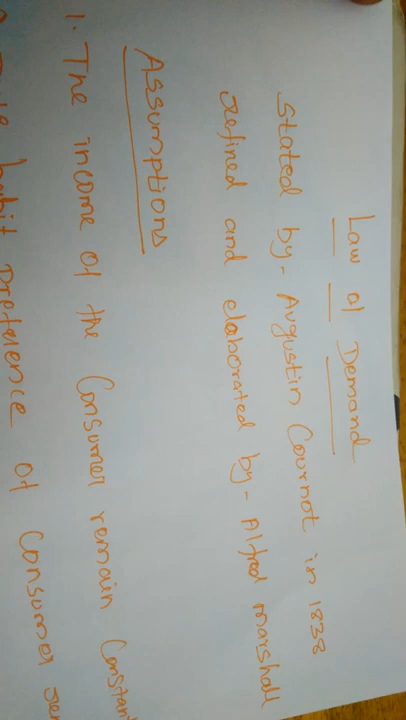 Law of Demand
Stated by- Augustin Cournot in 1838
Refined and elaborated by- Alfred marshall
Assumptions
1. The income of the Consumer remain Constant
habit Preference of Consumer